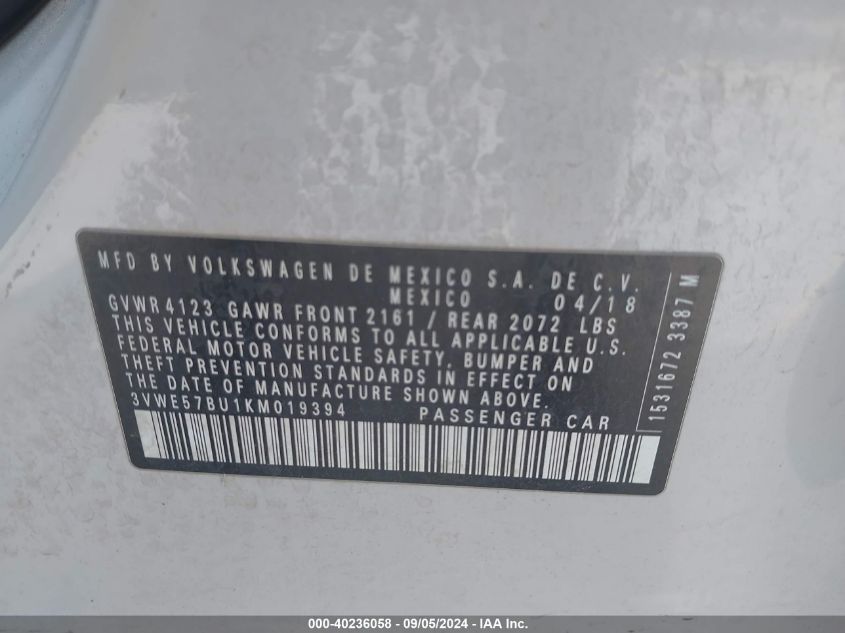 MFD BY VOLKSWAGEN DE MEXICO S.A. DE C.V.
MEXICO 04/18
GVWR 4123 GAWR FRONT 2161 / REAR 2072 LBS
THIS VEHICLE CONFORMS TO ALL APPLICABLE U.S.
FEDERAL MOTOR VEHICLE SAFETY, BUMPER AND
THEFT PREVENTION STANDARDS IN EFFECT ON
THE DATE OF MANUFACTURE SHOWN ABOVE.
3VWE57BU1KM019394 PASSENGER CAR
1531672 3387 M
000-40236058 - 09/05/2024 - IAA Inc.